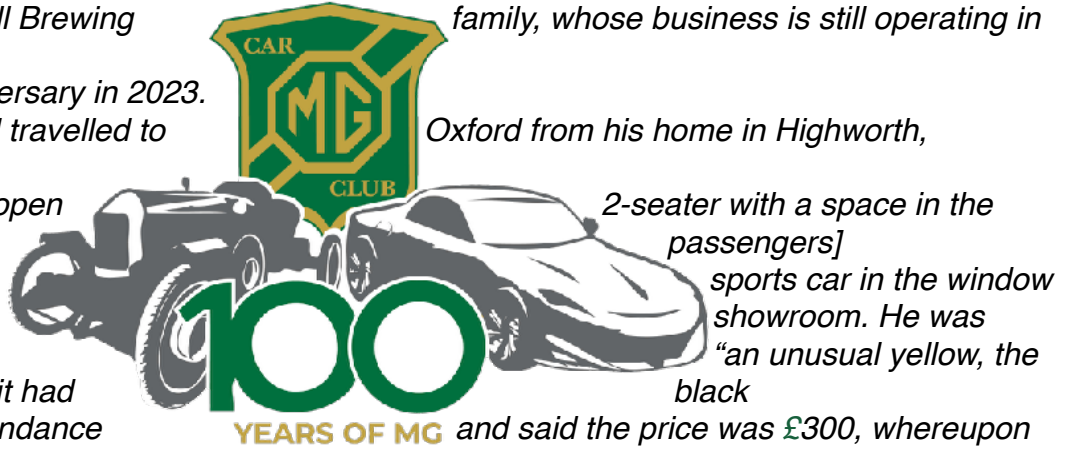 ll Brewing family, whose business is still operating in
ersary in 2023.
travelled to Oxford from his home in Highworth,
open 2-seater with a space in the
passengers]
sports car in the window
showroom. He was
“an unusual yellow, the
it had black
ndance and said the price was £300, whereupon
CAR
MG
CLUB
100
YEARS OF MG